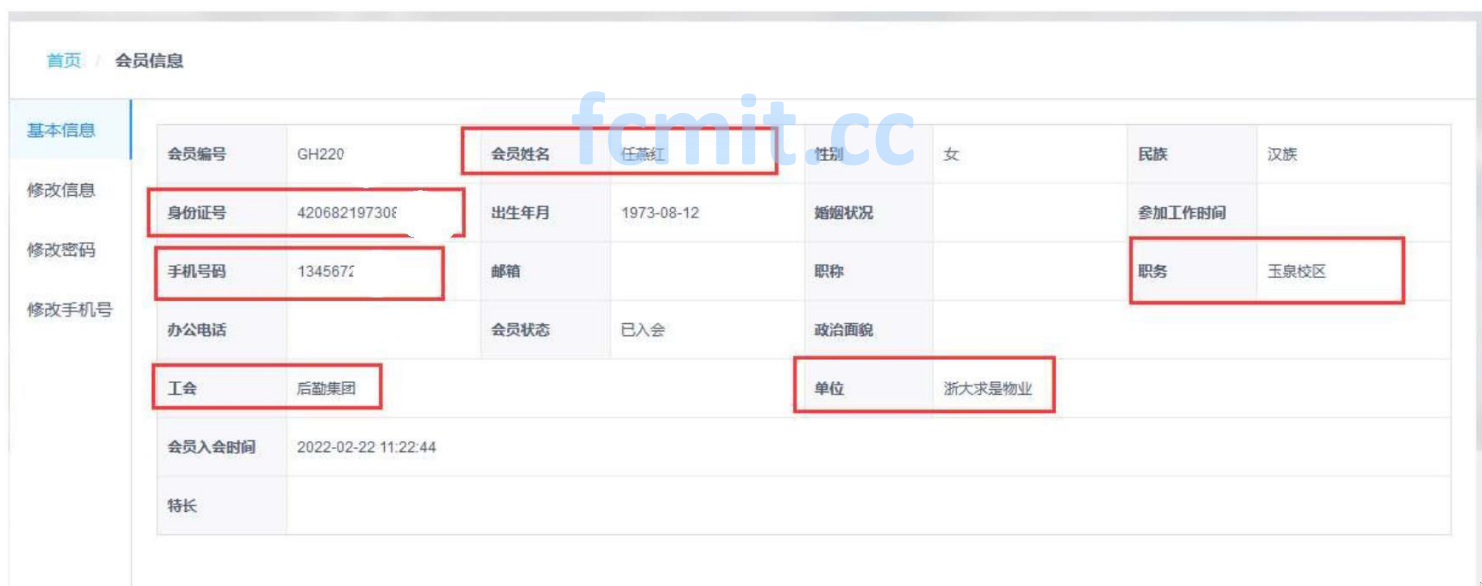 首页 / 会员信息
fcmit.cc
基本信息
修改信息
修改密码
修改手机号
会员编号 GH220 会员姓名 任燕红 性别 女 民族 汉族
身份证号 420682197308 出生年月 1973-08-12 婚姻状况 参加工作时间
手机号码 1345672 邮箱 职称 职务 玉泉校区
办公电话 会员状态 已入会 政治面貌
工会 后勤集团 单位 浙大求是物业
会员入会时间 2022-02-22 11:22:44
特长